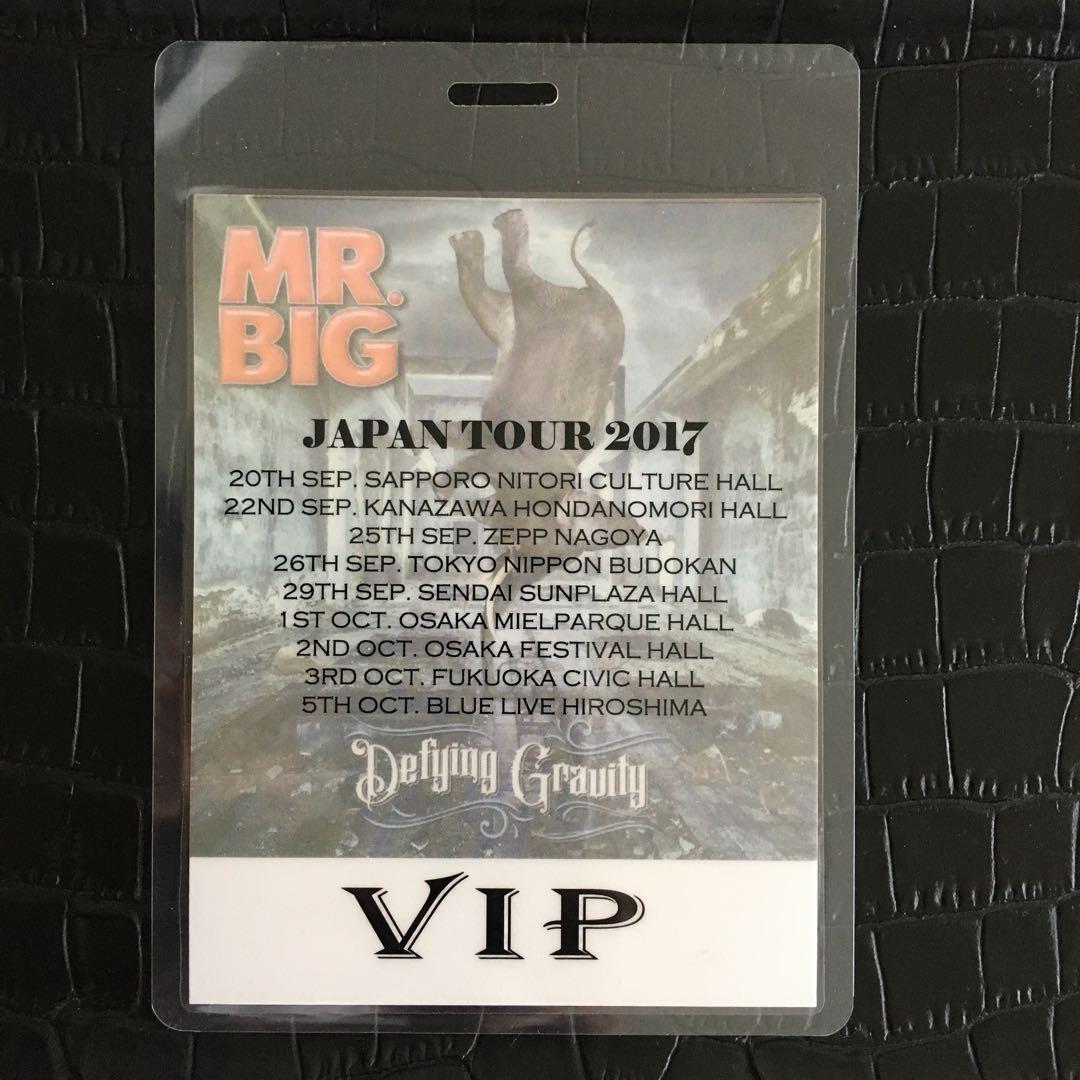 MR.
BIG
JAPAN TOUR 2017
20TH SEP. SAPPORO NITORI CULTURE HALL
22ND SEP. KANAZAWA HONDANOMORI HALL
25TH SEP. ZEPP NAGOYA
26TH SEP. TOKYO NIPPON BUDOKAN
29TH SEP. SENDAI SUNPLAZA HALL
1ST OCT. OSAKA MIELPARQUE HALL
2ND OCT. OSAKA FESTIVAL HALL
3RD OCT. FUKUOKA CIVIC HALL
5TH OCT. BLUE LIVE HIROSHIMA
Defying Gravity
VIP